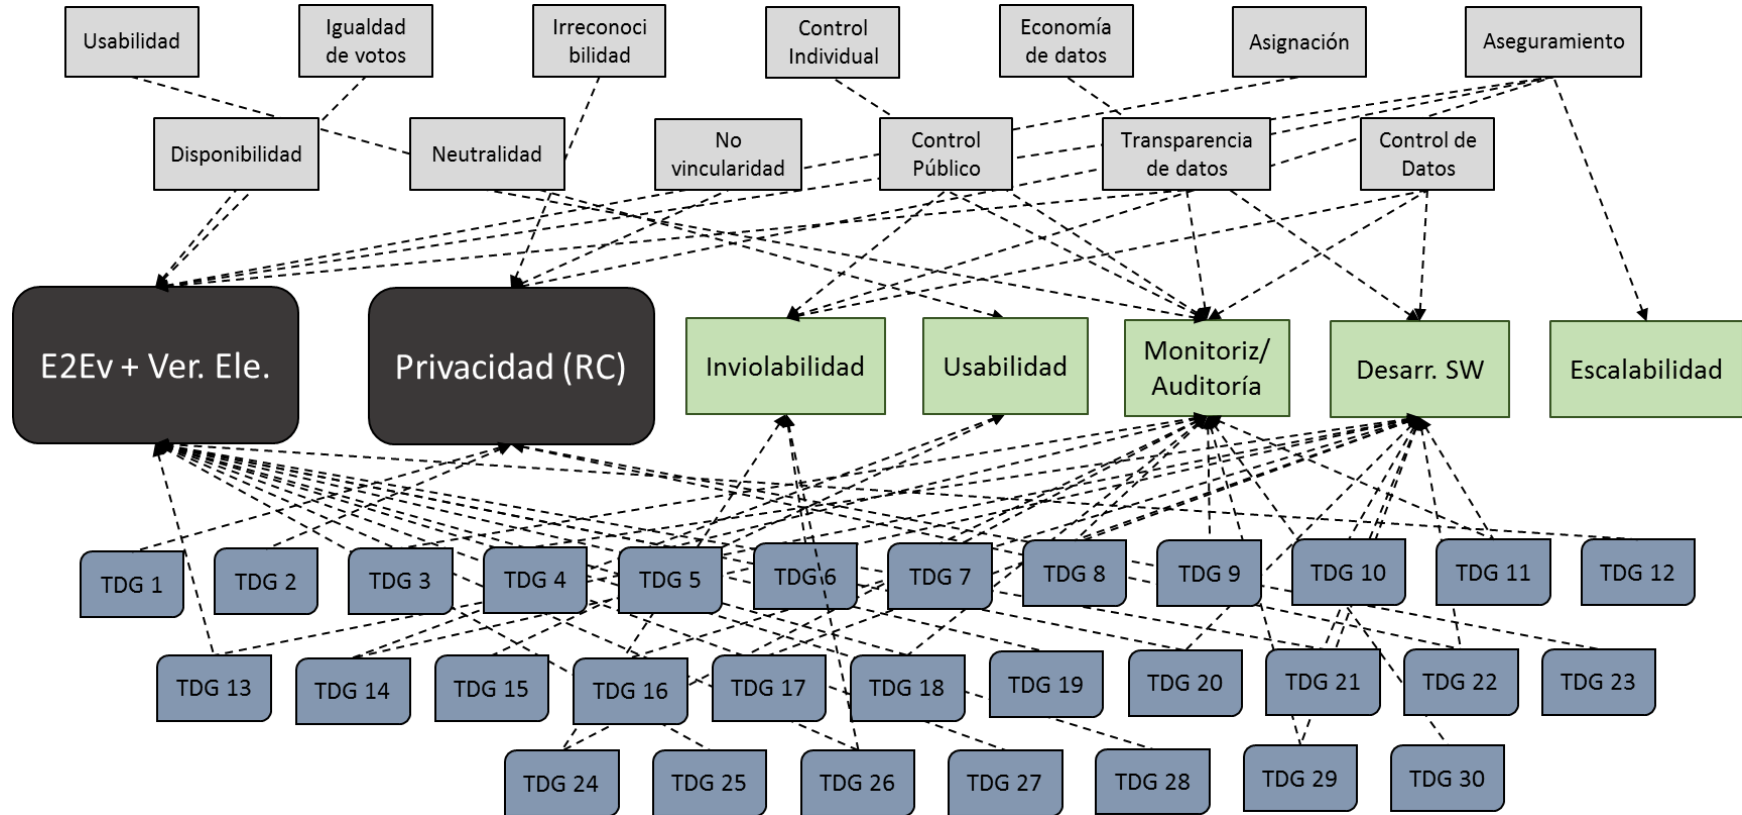 Usabilidad
Igualdad
de votos
Irreconoci
bilidad
Control
Individual
Economía
de datos
Asignación
Aseguramiento
Disponibilidad
Neutralidad
No
vincularidad
Control
Público
Transparencia
de datos
Control de
Datos
E2Ev + Ver. Ele.
Privacidad (RC)
Inviolabilidad
Usabilidad
Monitoriz/
Auditoría
Desarr. SW
Escalabilidad
TDG 1
TDG 2
TDG 3
TDG 4
TDG 5
TDG 6
TDG 7
TDG 8
TDG 9
TDG 10
TDG 11
TDG 12
TDG 13
TDG 14
TDG 15
TDG 16
TDG 17
TDG 18
TDG 19
TDG 20
TDG 21
TDG 22
TDG 23
TDG 24
TDG 25
TDG 26
TDG 27
TDG 28
TDG 29
TDG 30